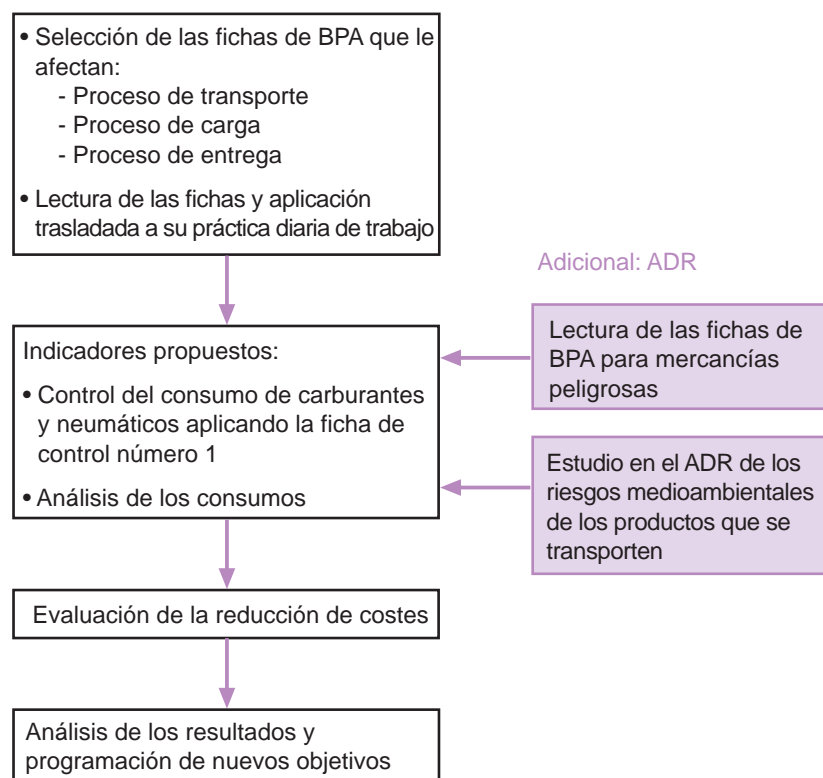 • Selección de las fichas de BPA que le
afectan:
- Proceso de transporte
- Proceso de carga
- Proceso de entrega
• Lectura de las fichas y aplicación
trasladada a su práctica diaria de trabajo
Adicional: ADR
Indicadores propuestos:
• Control del consumo de carburantes
y neumáticos aplicando la ficha de
control número 1
• Análisis de los consumos
Lectura de las fichas de
BPA para mercancías
peligrosas
Estudio en el ADR de los
riesgos medioambientales
de los productos que se
transporten
Evaluación de la reducción de costes
Análisis de los resultados y
programación de nuevos objetivos